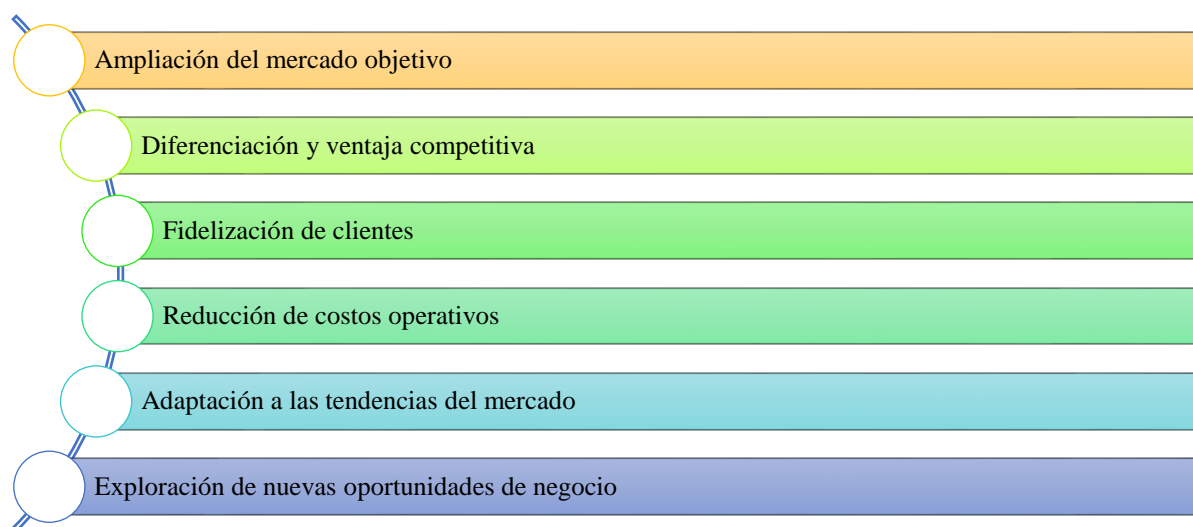 Ampliación del mercado objetivo
Diferenciación y ventaja competitiva
Fidelización de clientes
Reducción de costos operativos
Adaptación a las tendencias del mercado
Exploración de nuevas oportunidades de negocio